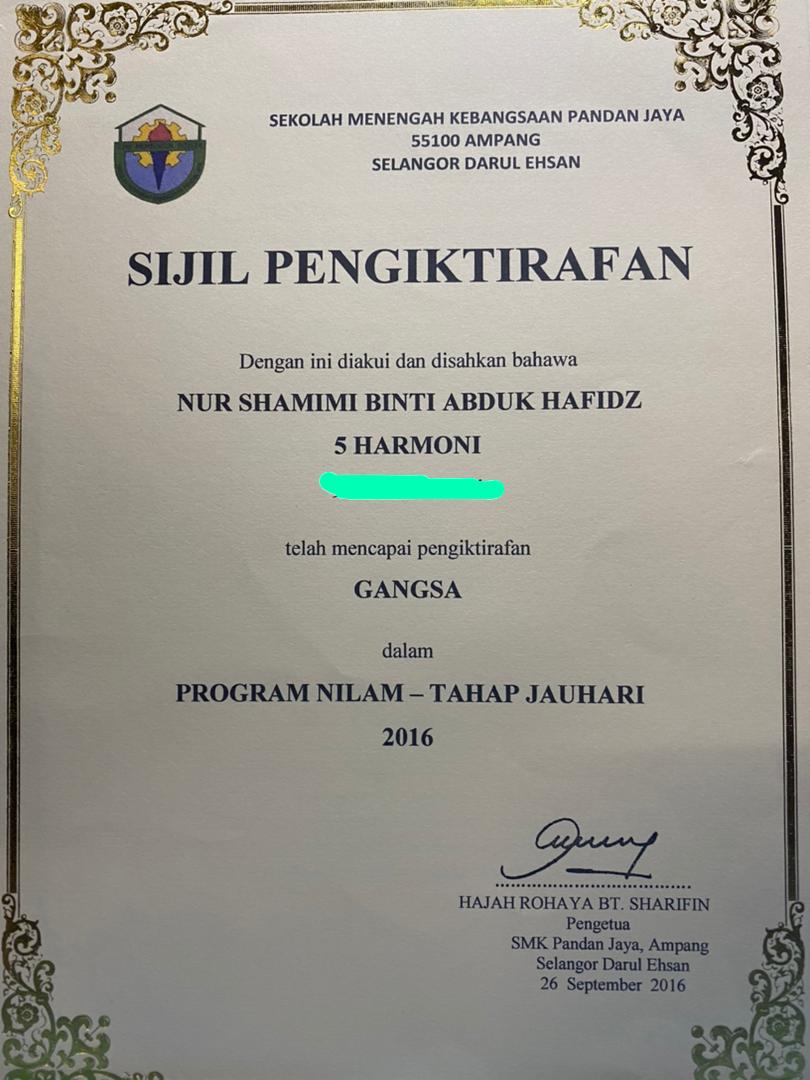 SEKOLAH MENENGAH KEBANGSAAN PANDAN JAYA
55100 AMPANG
SELANGOR DARUL EHSAN
SIJIL PENGIKTIRAFAN
Dengan ini diakui dan disahkan bahawa
NUR SHAMIMI BINTI ABDUK HAFIDZ
5 HARMONI
telah mencapai pengiktirafan
GANGSA
dalam
PROGRAM NILAM – TAHAP JAUHARI
2016
HAJAH ROHAYA BT. SHARIFIN
Pengetua
SMK Pandan Jaya, Ampang
Selangor Darul Ehsan
26 September 2016